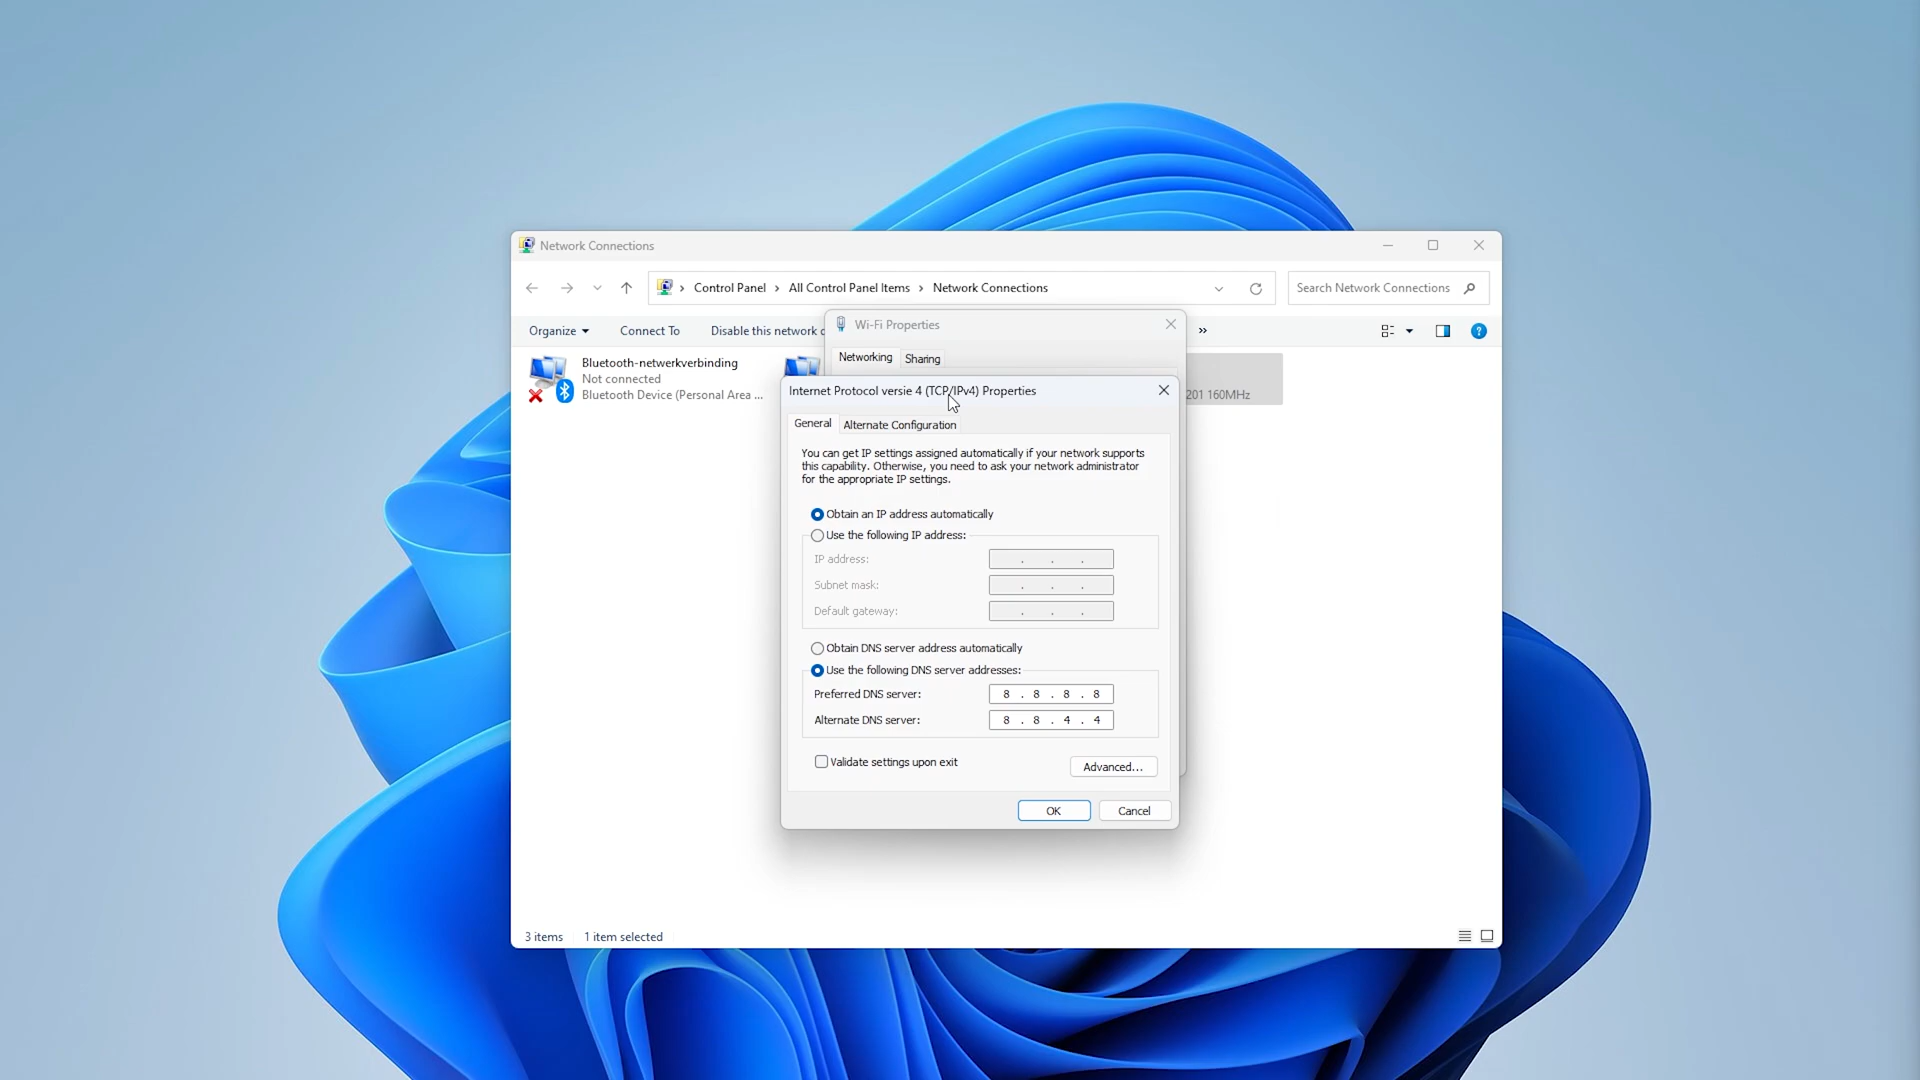 Network Connections
Control Panel > All Control Panel Items > Network Connections
Search Network Connections
Organize
Connect To
Disable this network
»
Bluetooth-netwerkverbinding
Not connected
Bluetooth Device (Personal Area ...
201 160MHz
Wi-Fi Properties
Networking
Sharing
Internet Protocol versie 4 (TCP/IPv4) Properties
General
Alternate Configuration
You can get IP settings assigned automatically if your network supports
this capability. Otherwise, you need to ask your network administrator
for the appropriate IP settings.
Obtain an IP address automatically
Use the following IP address:
IP address: . . .
Subnet mask: . . .
Default gateway: . . .
Obtain DNS server address automatically
Use the following DNS server addresses:
Preferred DNS server: 8 . 8 . 8 . 8
Alternate DNS server: 8 . 8 . 4 . 4
Validate settings upon exit
Advanced...
OK
Cancel
3 items
1 item selected